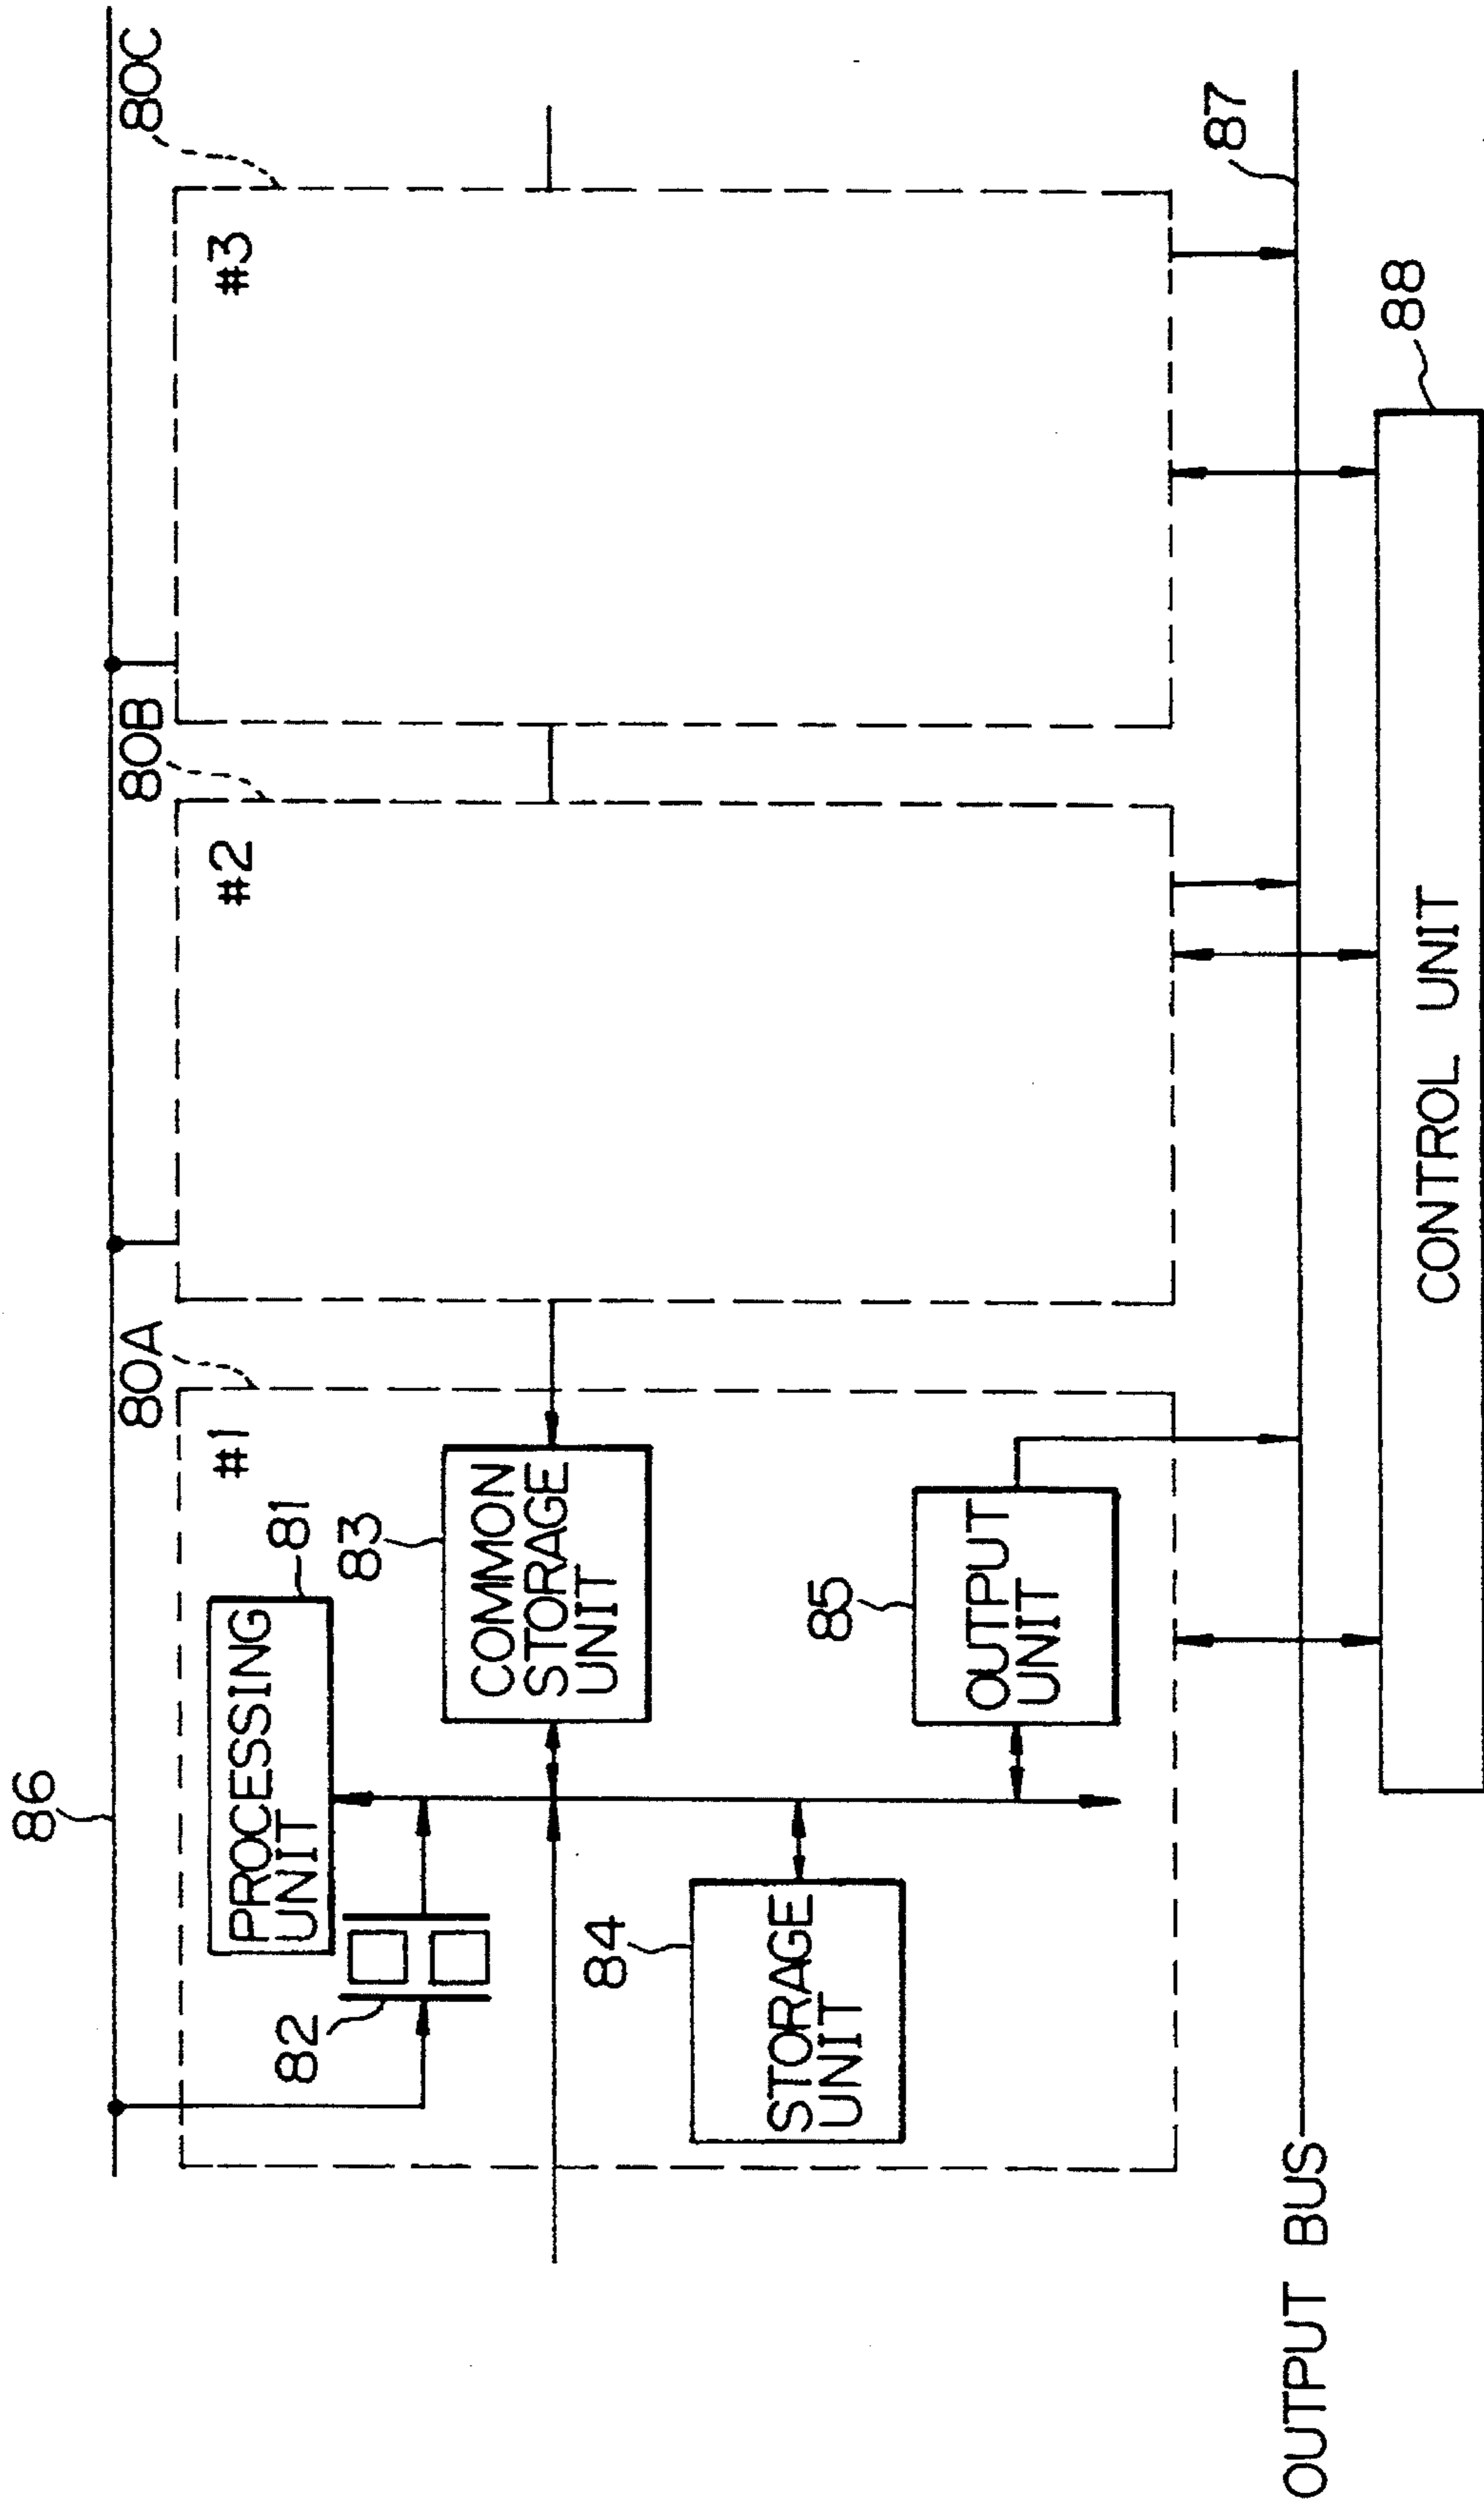 86
80A
80B
80C
#1
#2
#3
PROCESSING
UNIT
81
82
83
COMMON
STORAGE
UNIT
84
STORAGE
UNIT
85
OUTPUT
UNIT
87
OUTPUT BUS
88
CONTROL UNIT